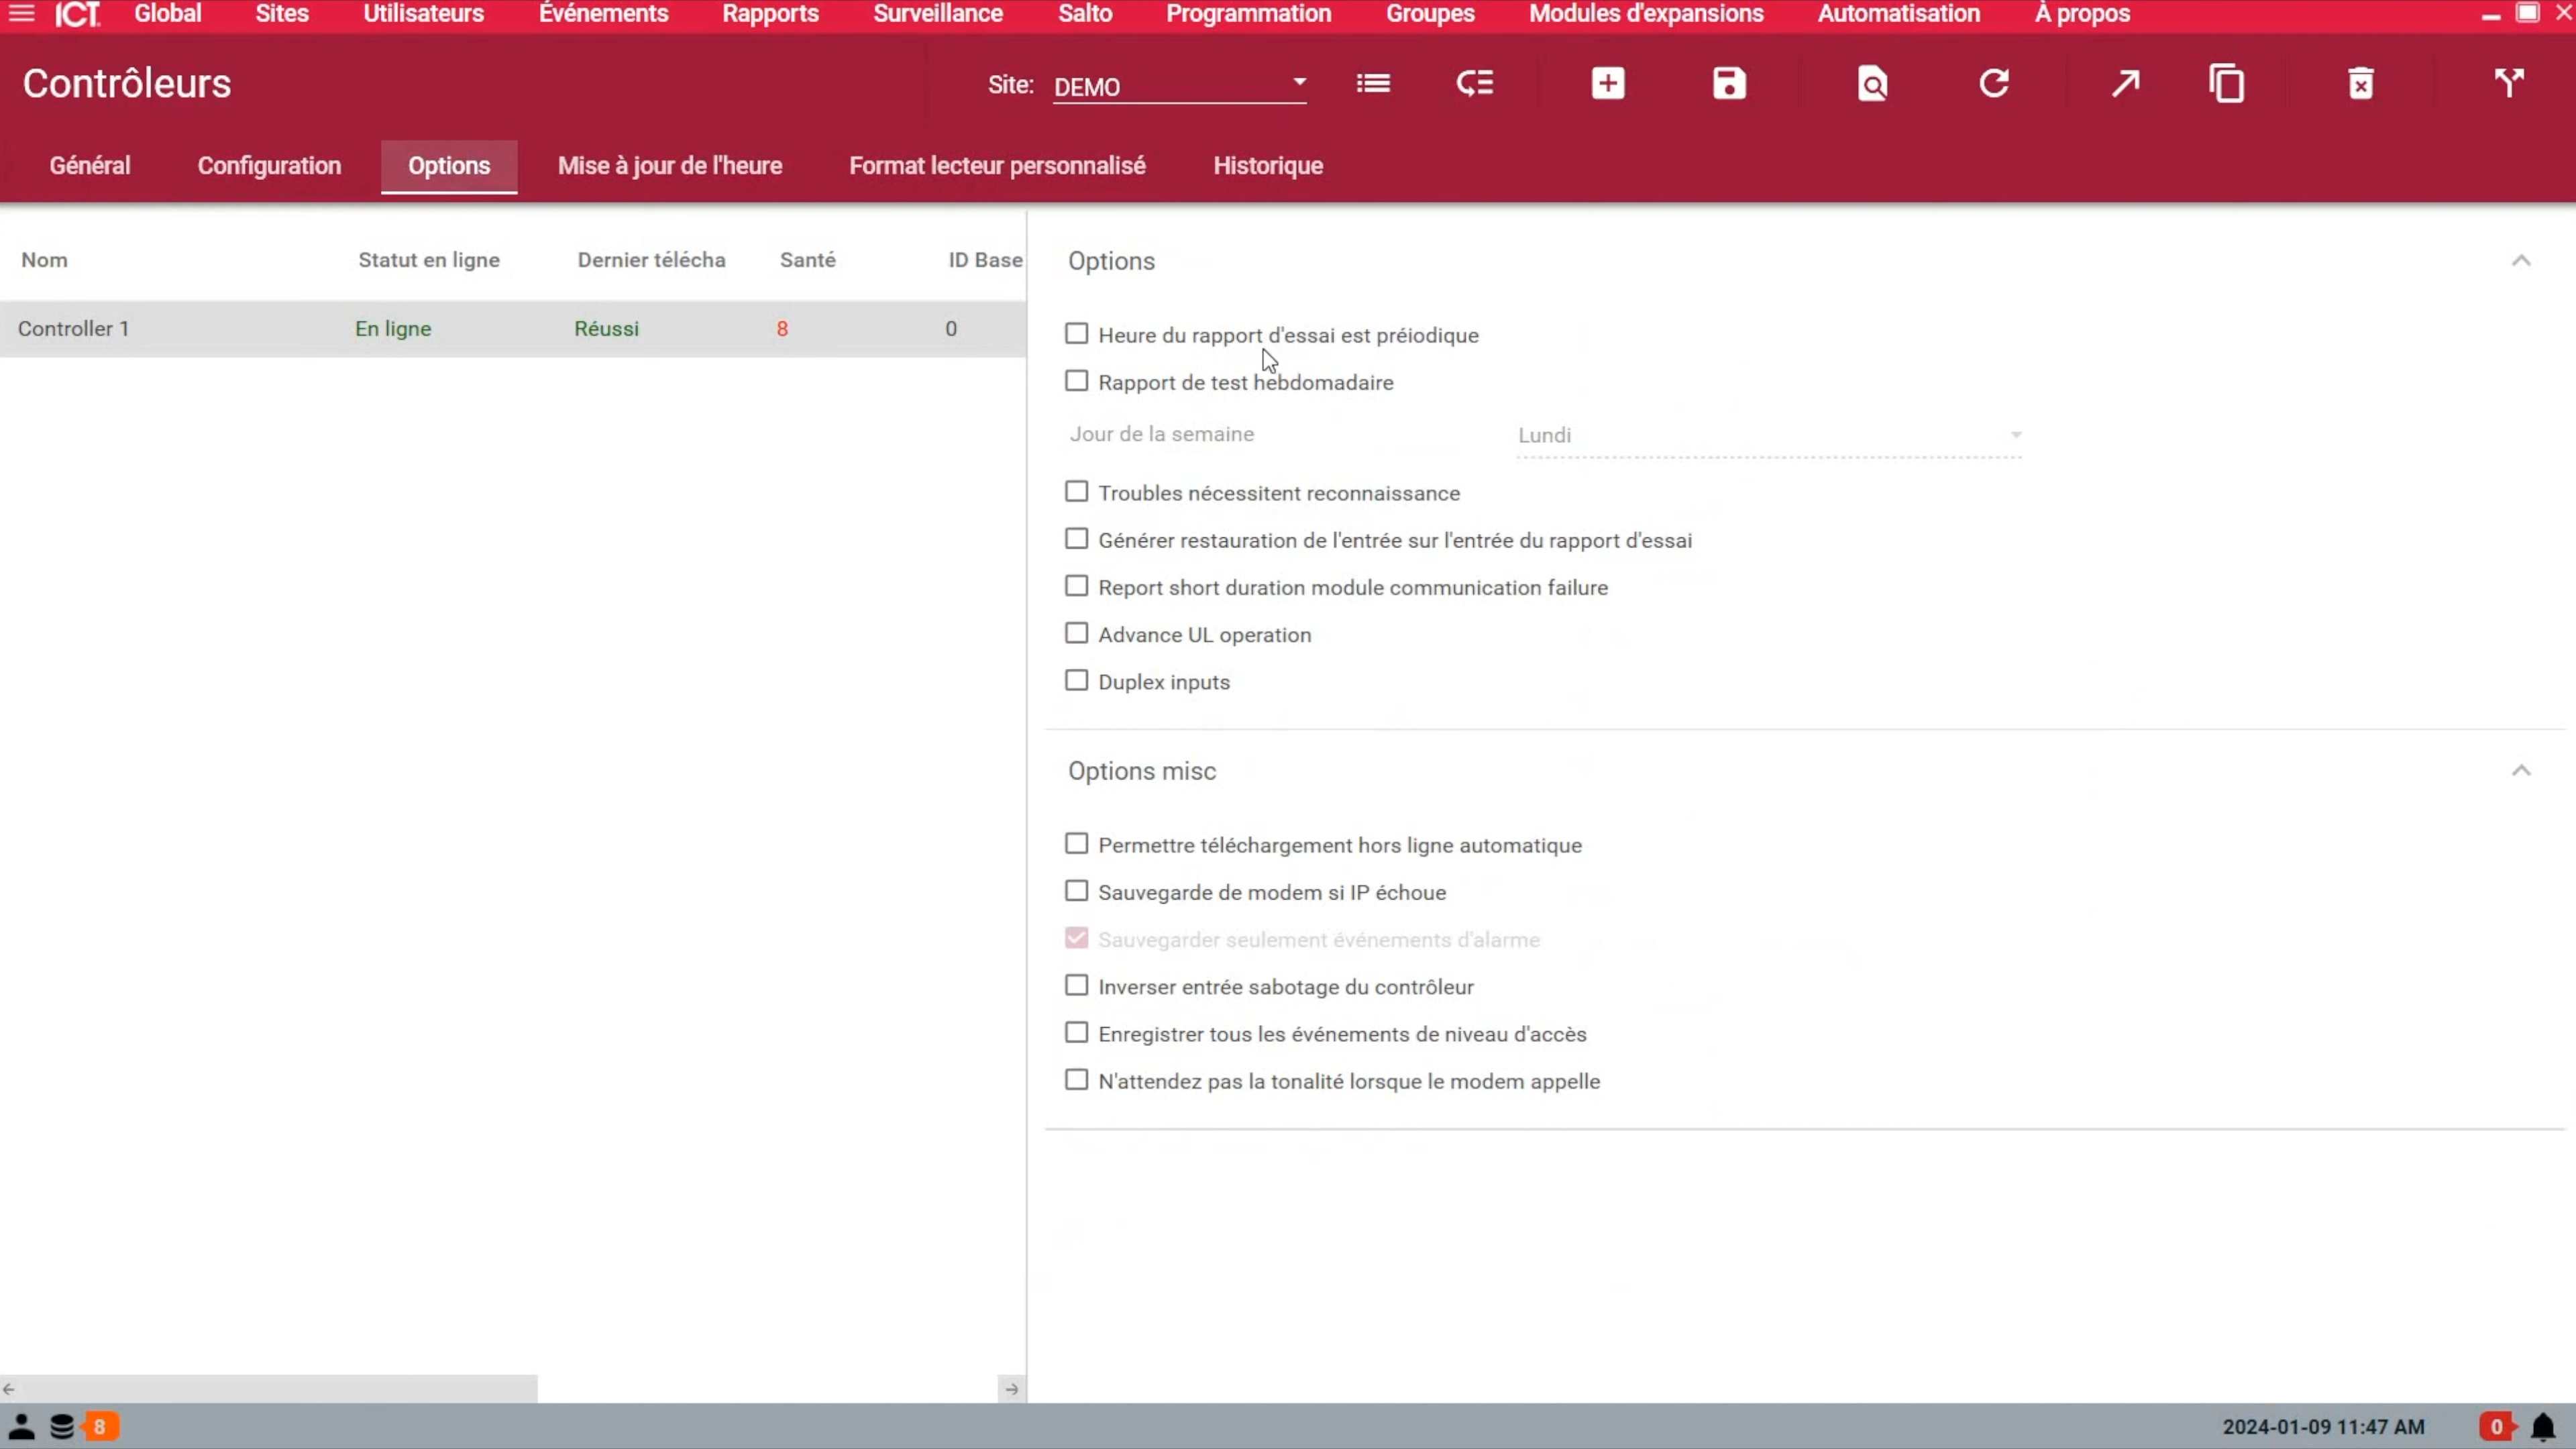 ICT Global Sites Utilisateurs Événements Rapports Surveillance Salto Programmation Groupes Modules d'expansions Automatisation À propos
Contrôleurs Site: DEMO
Général Configuration Options Mise à jour de l'heure Format lecteur personnalisé Historique
Nom Statut en ligne Dernier télécha Santé ID Base
Controller 1 En ligne Réussi 8 0
Options
Heure du rapport d'essai est préiodique
Rapport de test hebdomadaire
Jour de la semaine Lundi
Troubles nécessitent reconnaissance
Générer restauration de l'entrée sur l'entrée du rapport d'essai
Report short duration module communication failure
Advance UL operation
Duplex inputs
Options misc
Permettre téléchargement hors ligne automatique
Sauvegarde de modem si IP échoue
Sauvegarder seulement événements d'alarme
Inverser entrée sabotage du contrôleur
Enregistrer tous les événements de niveau d'accès
N'attendez pas la tonalité lorsque le modem appelle
8 2024-01-09 11:47 AM 0